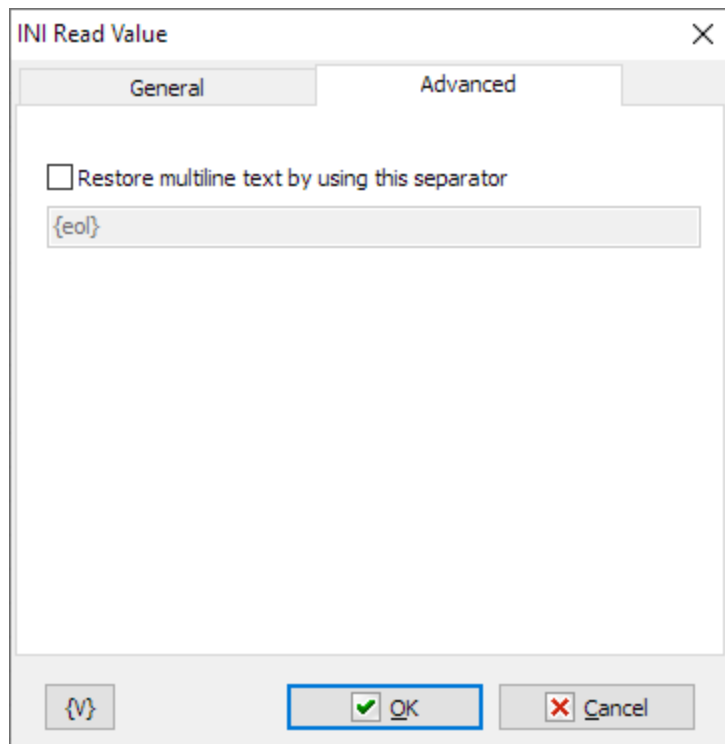 INI Read Value
General
Advanced
Restore multiline text by using this separator
{eol}
{V}
OK
Cancel